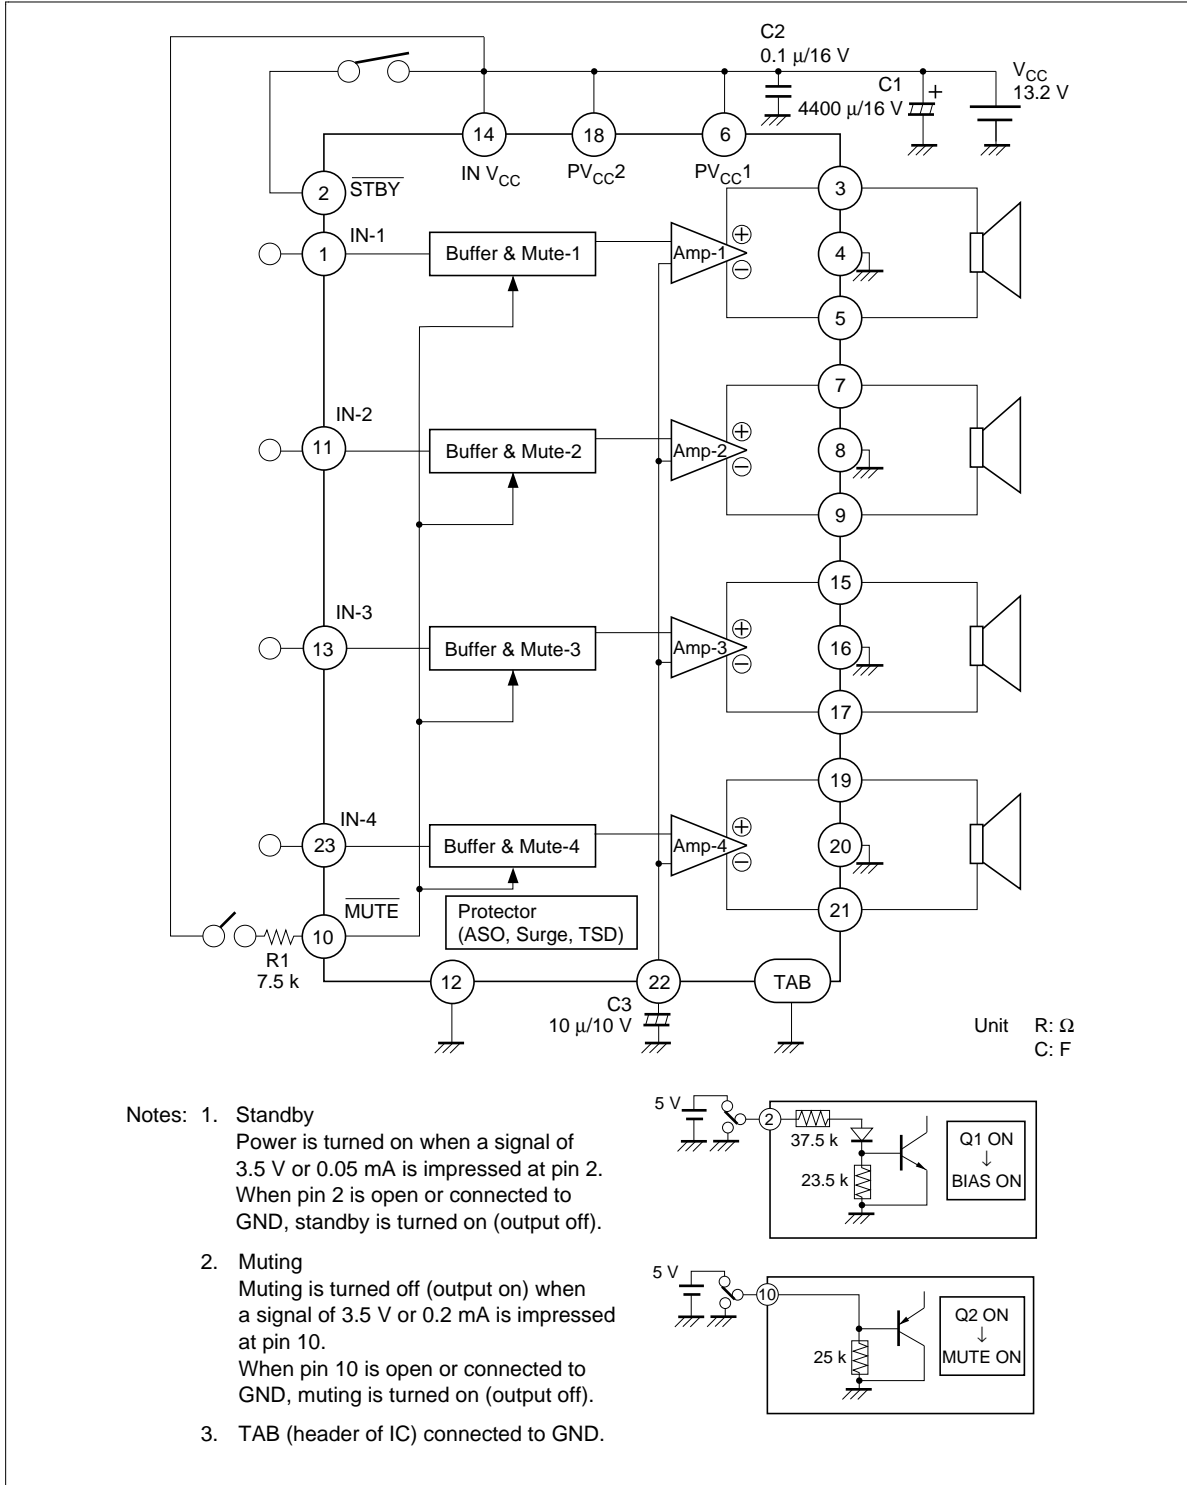 C2
0.1 μ/16 V
C1
4400 μ/16 V
+
VCC
13.2 V
14
18
6
IN VCC
PVCC2
PVCC1
2
STBY
3
1
IN-1
Buffer & Mute-1
Amp-1
+
−
4
5
7
IN-2
11
Buffer & Mute-2
Amp-2
+
−
8
9
15
IN-3
13
Buffer & Mute-3
Amp-3
+
−
16
17
19
IN-4
23
Buffer & Mute-4
Amp-4
+
−
20
21
MUTE
10
R1
7.5 k
Protector
(ASO, Surge, TSD)
12
22
TAB
C3
10 μ/10 V
Unit R: Ω
C: F
Notes: 1. Standby
Power is turned on when a signal of
3.5 V or 0.05 mA is impressed at pin 2.
When pin 2 is open or connected to
GND, standby is turned on (output off).
5 V
2
37.5 k
23.5 k
Q1 ON
↓
BIAS ON
2. Muting
Muting is turned off (output on) when
a signal of 3.5 V or 0.2 mA is impressed
at pin 10.
When pin 10 is open or connected to
GND, muting is turned on (output off).
5 V
10
25 k
Q2 ON
↓
MUTE ON
3. TAB (header of IC) connected to GND.